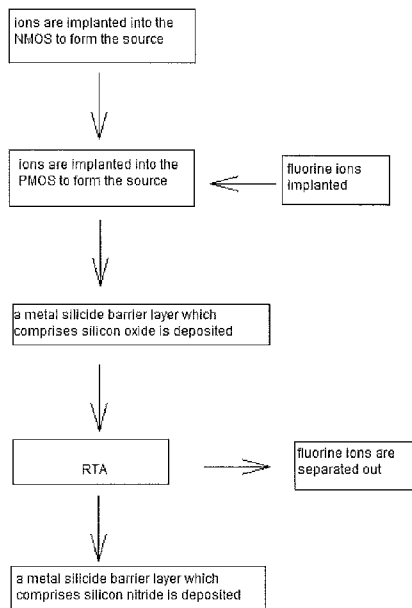 ions are implanted into the
NMOS to form the source
ions are implanted into the
PMOS to form the source
fluorine ions
implanted
a metal silicide barrier layer which
comprises silicon oxide is deposited
RTA
fluorine ions are
separated out
a metal silicide barrier layer which
comprises silicon nitride is deposited